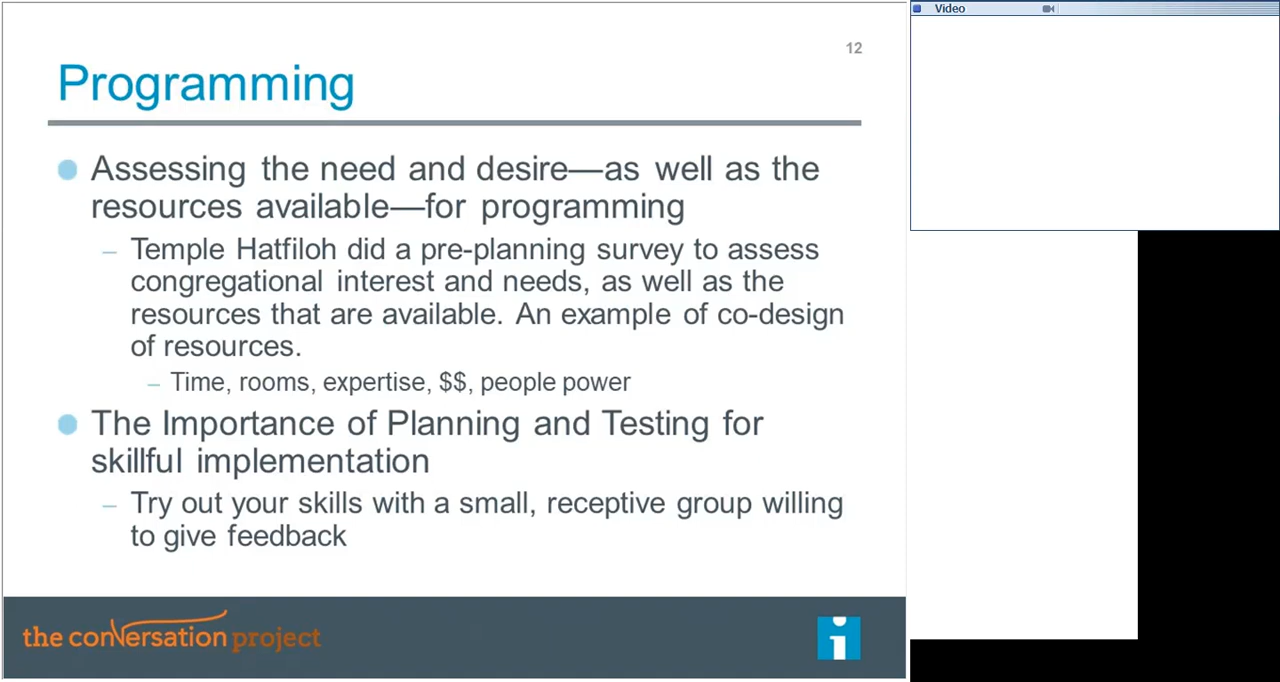 12
Programming
Assessing the need and desire—as well as the
resources available—for programming
– Temple Hatfiloh did a pre-planning survey to assess
congregational interest and needs, as well as the
resources that are available. An example of co-design
of resources.
– Time, rooms, expertise, $$, people power
The Importance of Planning and Testing for
skillful implementation
– Try out your skills with a small, receptive group willing
to give feedback
the conversation project
i
Video